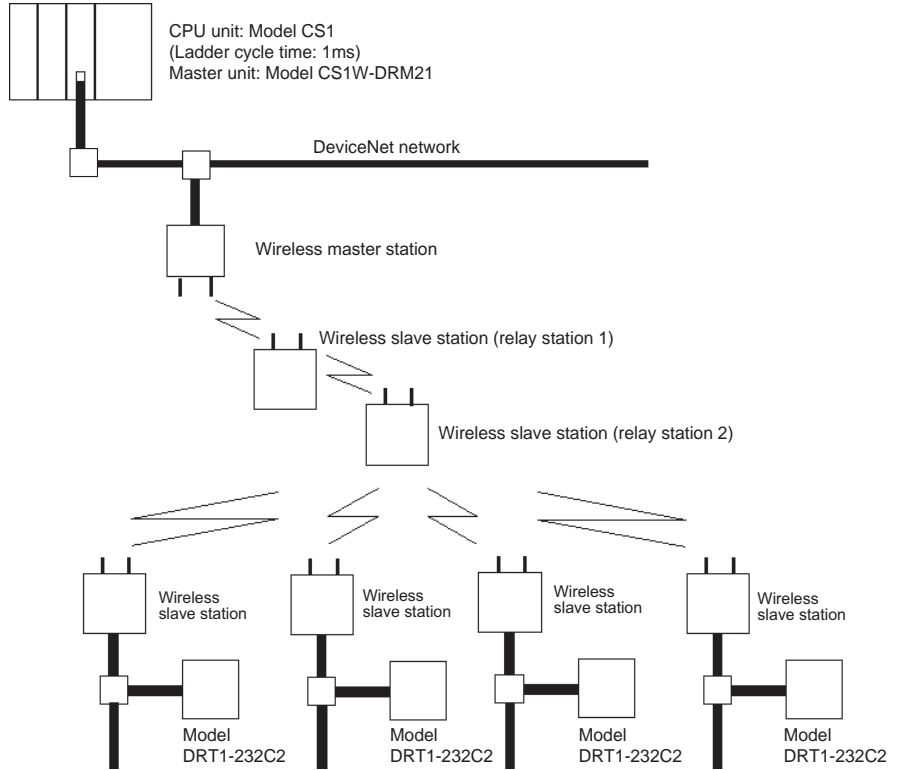 CPU unit: Model CS1
(Ladder cycle time: 1ms)
Master unit: Model CS1W-DRM21
DeviceNet network
Wireless master station
Wireless slave station (relay station 1)
Wireless slave station (relay station 2)
Wireless
slave station
Wireless
slave station
Wireless
slave station
Wireless
slave station
Model
DRT1-232C2
Model
DRT1-232C2
Model
DRT1-232C2
Model
DRT1-232C2